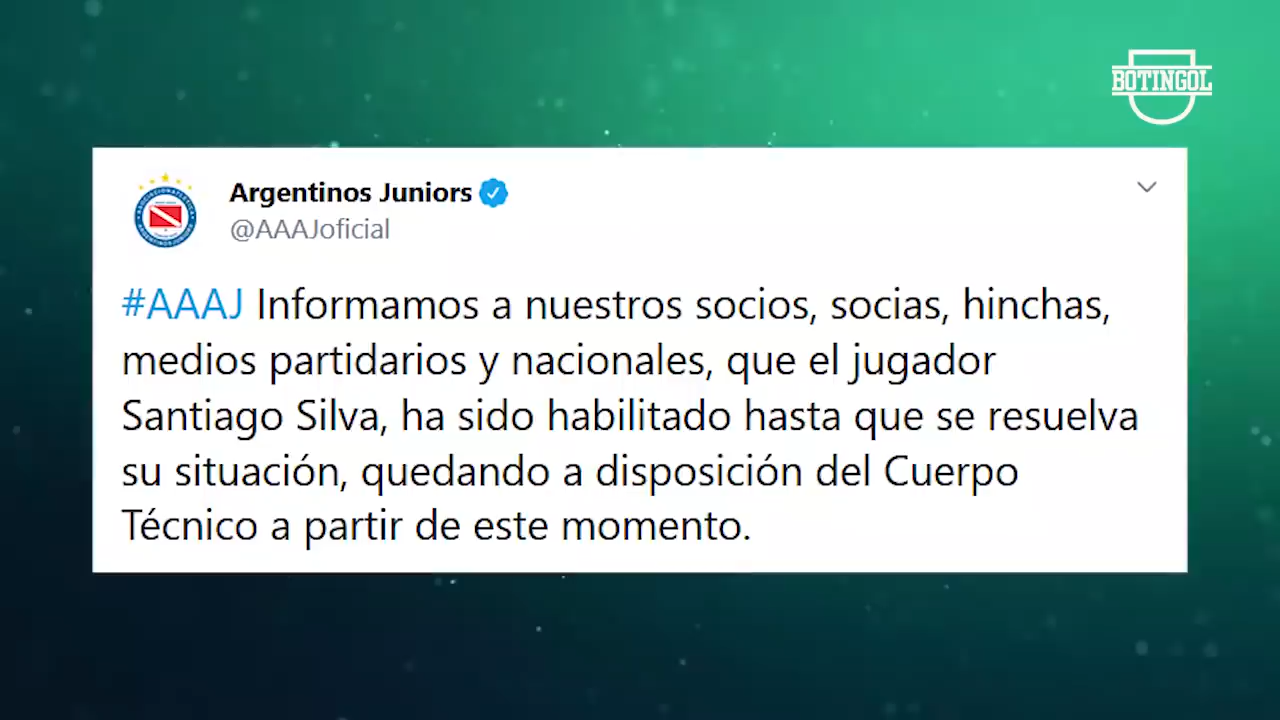 BOTINGOL
Argentinos Juniors
@AAAJoficial
#AAAJ Informamos a nuestros socios, socias, hinchas,
medios partidarios y nacionales, que el jugador
Santiago Silva, ha sido habilitado hasta que se resuelva
su situación, quedando a disposición del Cuerpo
Técnico a partir de este momento.